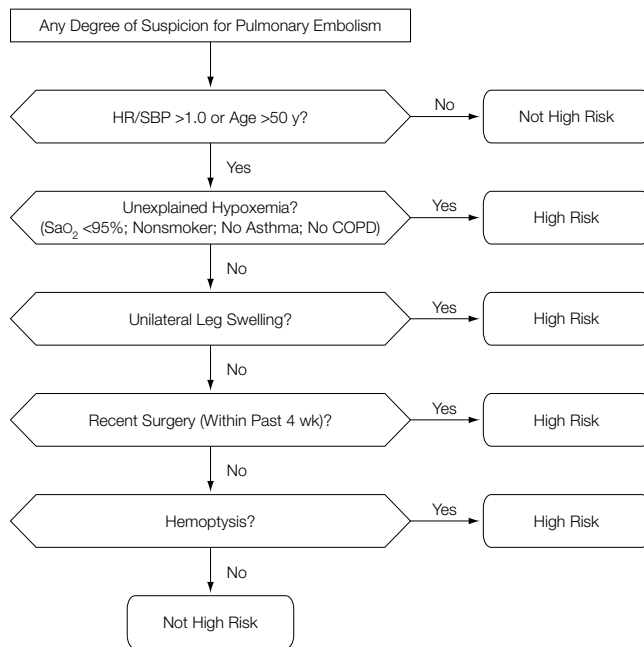 Any Degree of Suspicion for Pulmonary Embolism
HR/SBP >1.0 or Age >50 y?
No
Not High Risk
Yes
Unexplained Hypoxemia?
(SaO2 <95%; Nonsmoker; No Asthma; No COPD)
Yes
High Risk
No
Unilateral Leg Swelling?
Yes
High Risk
No
Recent Surgery (Within Past 4 wk)?
Yes
High Risk
No
Hemoptysis?
Yes
High Risk
No
Not High Risk